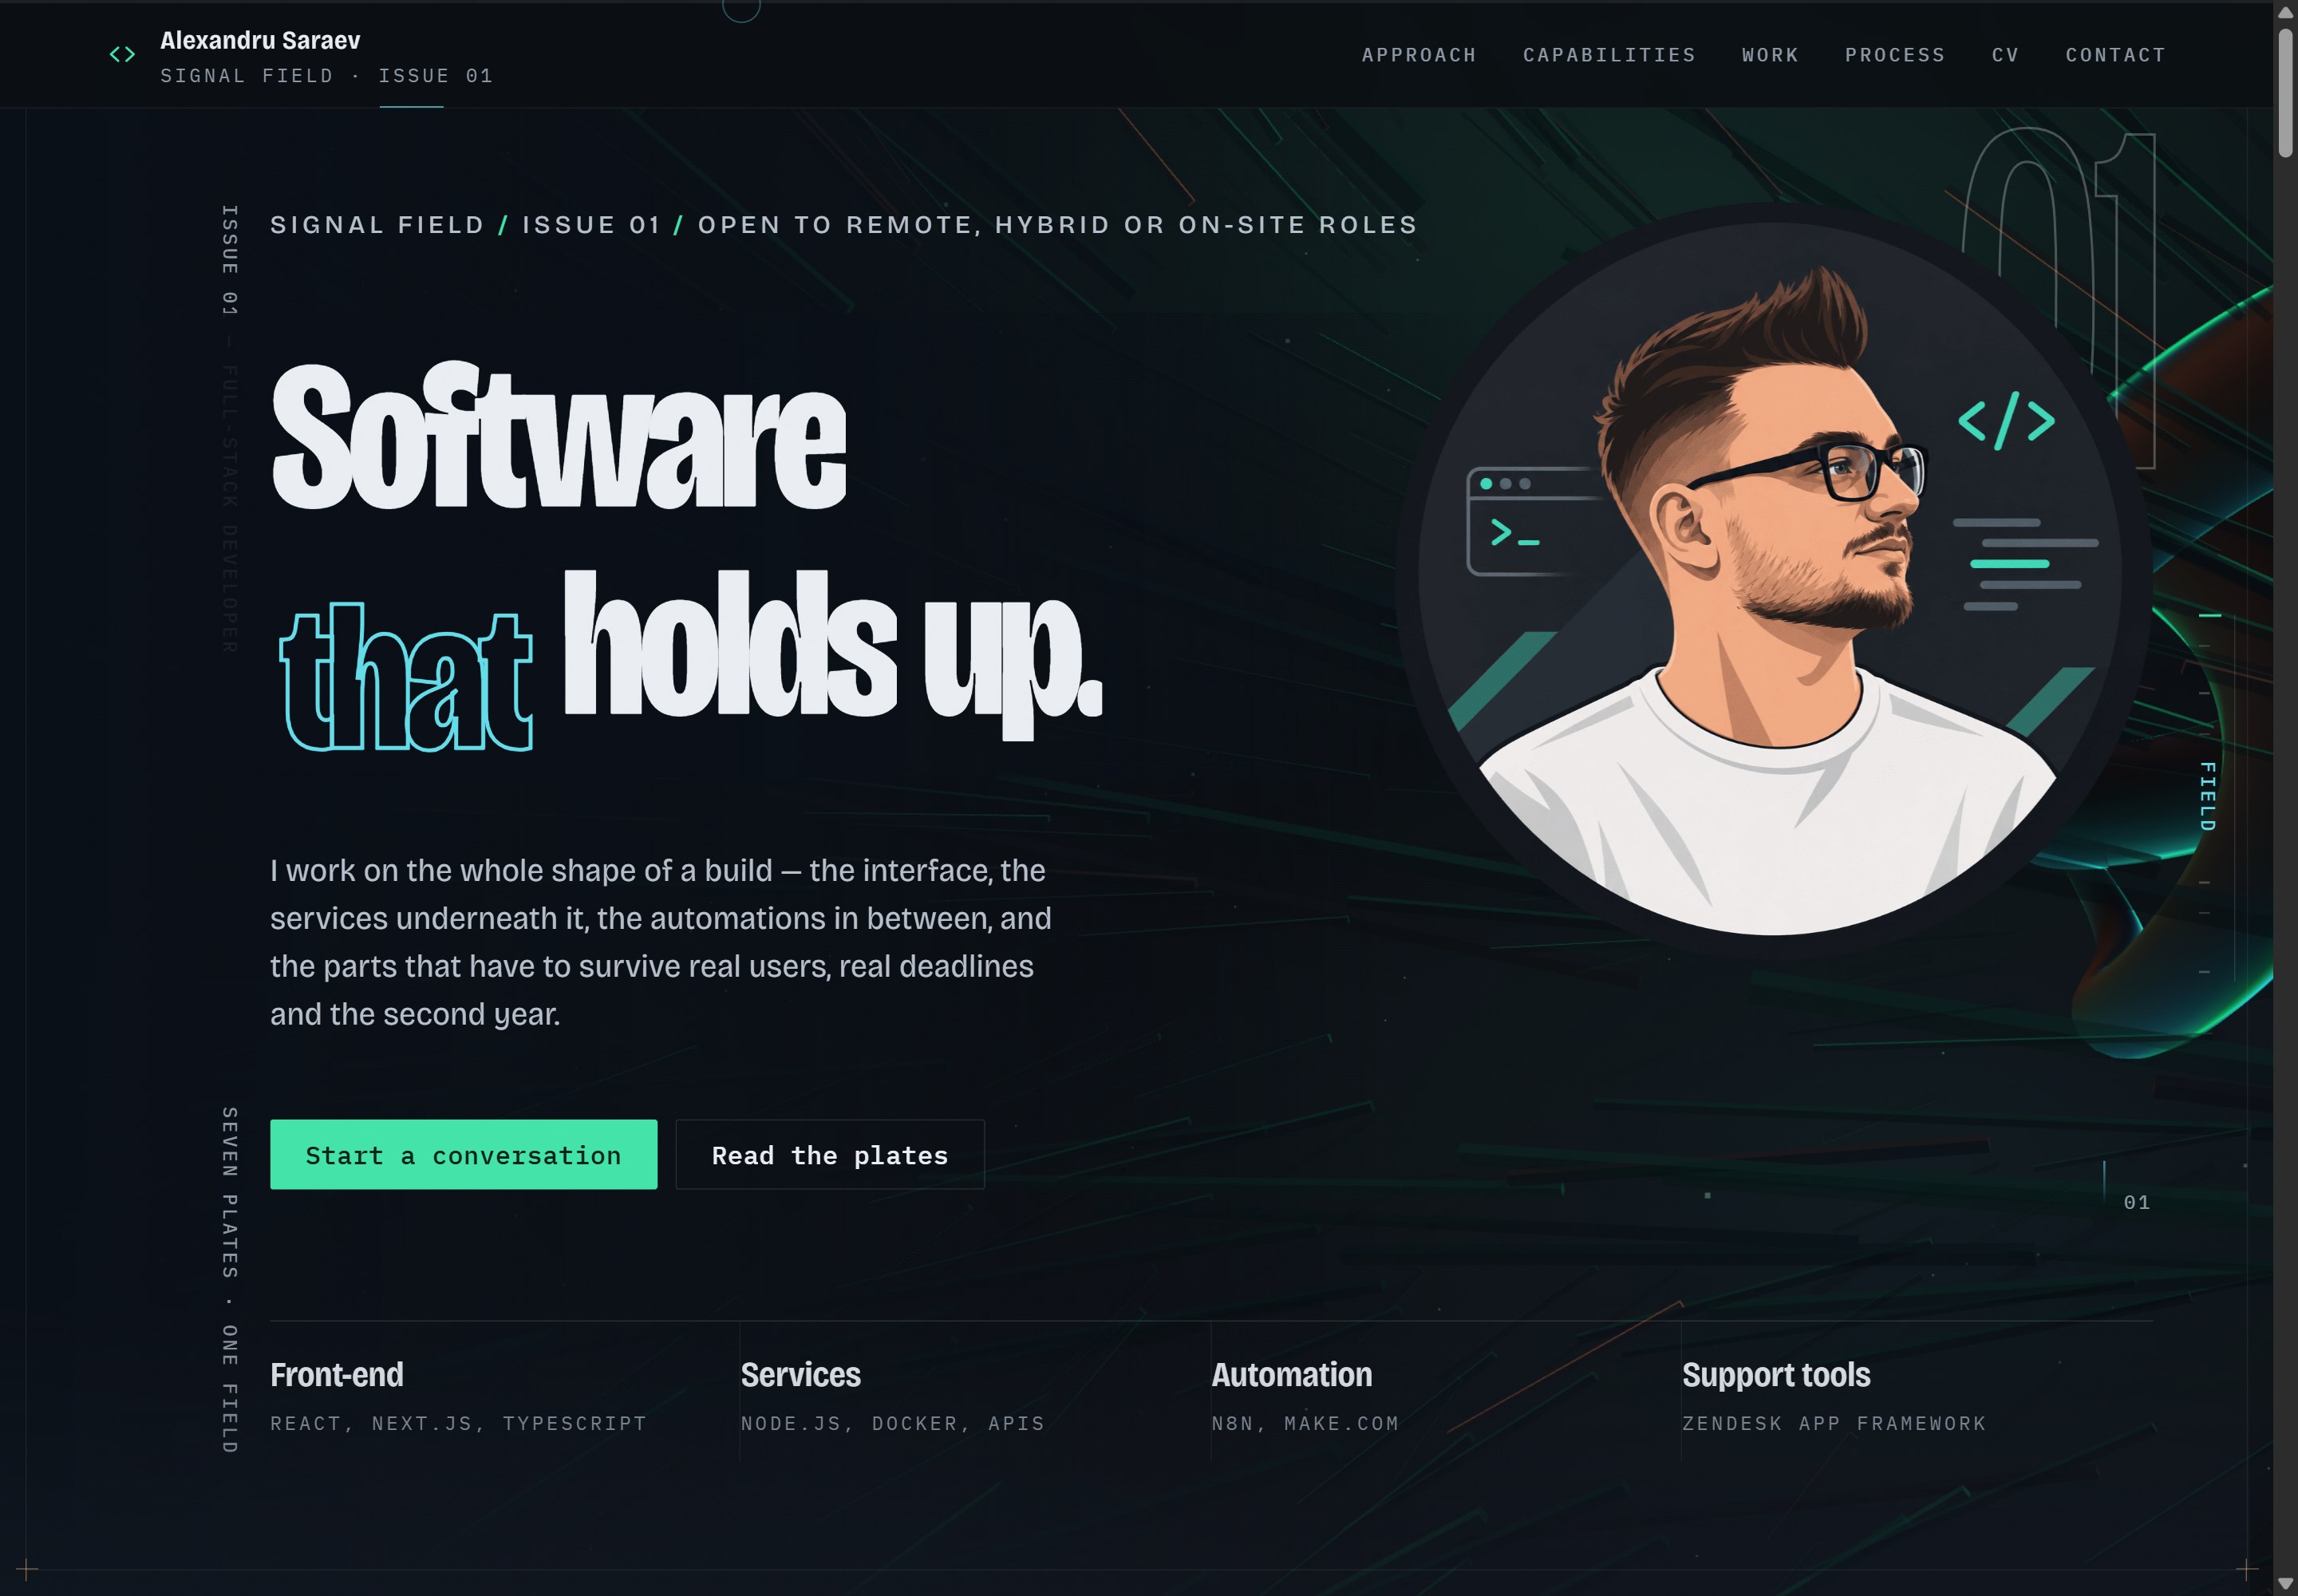 Alexandru Saraev
SIGNAL FIELD · ISSUE 01
APPROACH CAPABILITIES WORK PROCESS CV CONTACT
01
ISSUE 01 — FULL-STACK DEVELOPER
SIGNAL FIELD / ISSUE 01 / OPEN TO REMOTE, HYBRID OR ON-SITE ROLES
Software
that holds up.
</>
>_
FIELD
I work on the whole shape of a build — the interface, the
services underneath it, the automations in between, and
the parts that have to survive real users, real deadlines
and the second year.
SEVEN PLATES · ONE FIELD
Start a conversation
Read the plates
01
Front-end
REACT, NEXT.JS, TYPESCRIPT
Services
NODE.JS, DOCKER, APIS
Automation
N8N, MAKE.COM
Support tools
ZENDESK APP FRAMEWORK